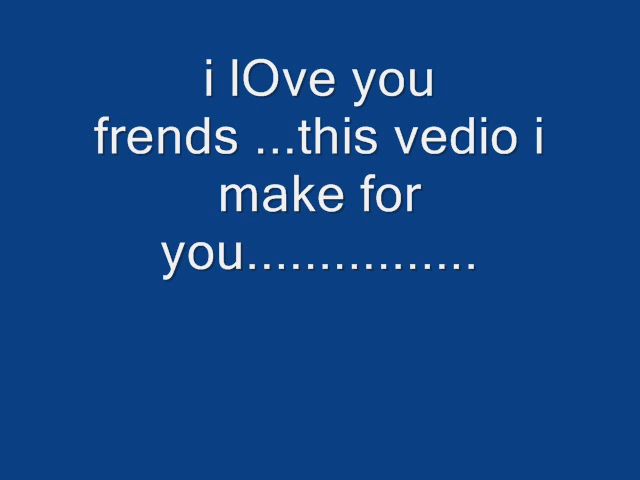 i lOve you
frends ...this vedio i
make for
you................